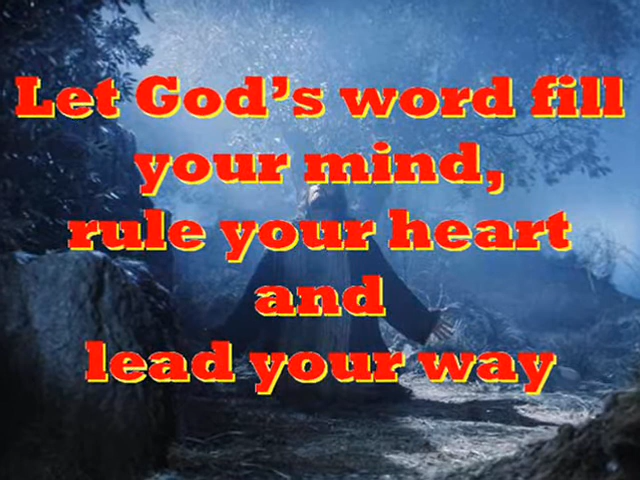 Let God's word fill
your mind,
rule your heart
and
lead your way